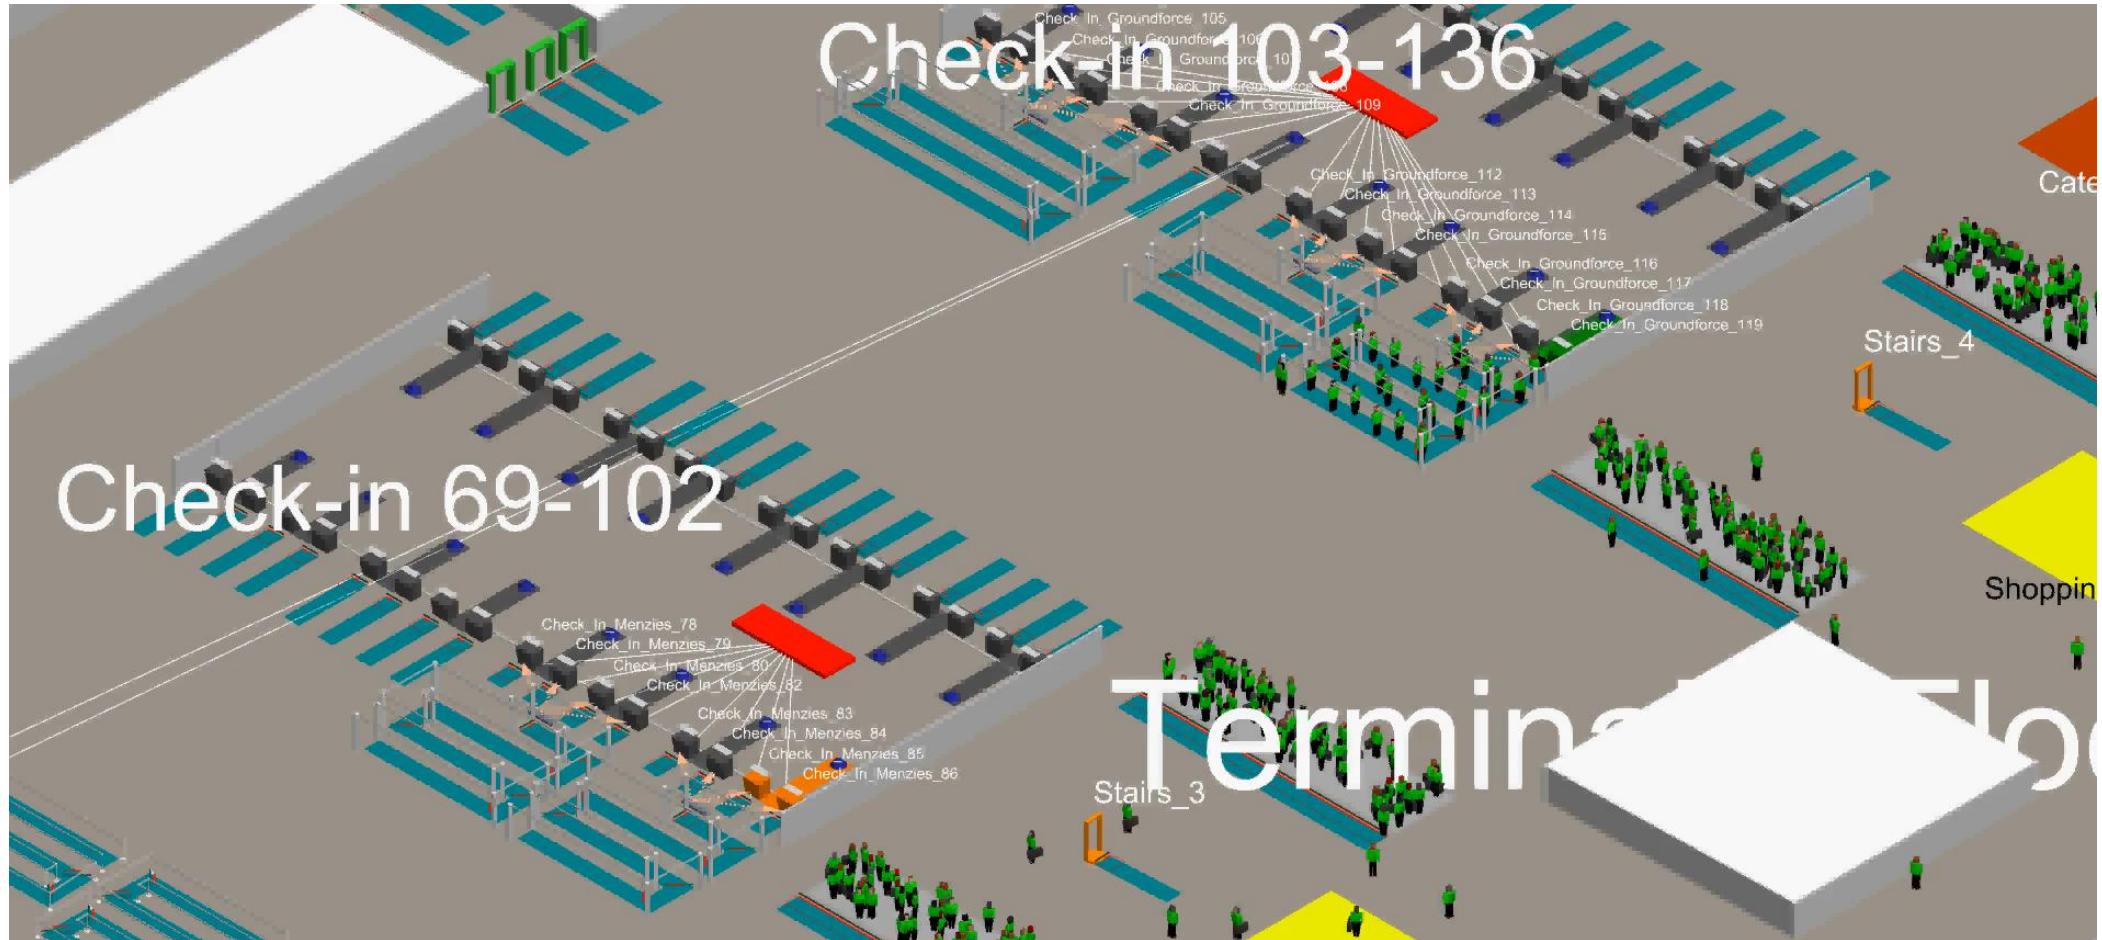 Check_In_Groundforce_105
Check_In_Groundforce_106
Check-in 103-136
Check_In_Groundforce_109
Check_In_Groundforce_112
Check_In_Groundforce_113
Check_In_Groundforce_114
Check_In_Groundforce_115
Check_In_Groundforce_116
Check_In_Groundforce_117
Check_In_Groundforce_118
Check_In_Groundforce_119
Stairs_4
Check-in 69-102
Check_In_Menzies_78
Check_In_Menzies_79
Check_In_Menzies_80
Check_In_Menzies_82
Check_In_Menzies_83
Check_In_Menzies_84
Check_In_Menzies_85
Check_In_Menzies_86
Stairs_3